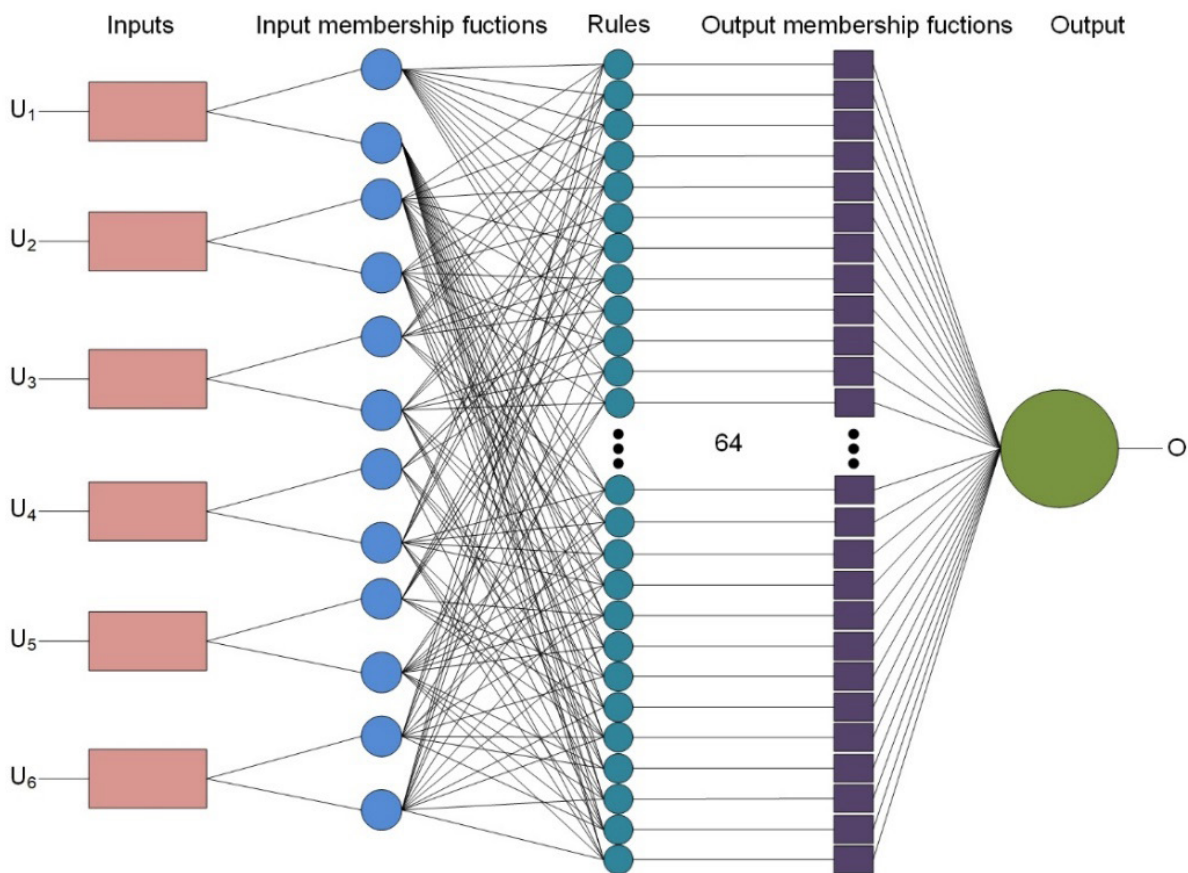 Inputs
Input membership fuctions
Rules
Output membership fuctions
Output
U1
U2
U3
U4
U5
U6
64
O